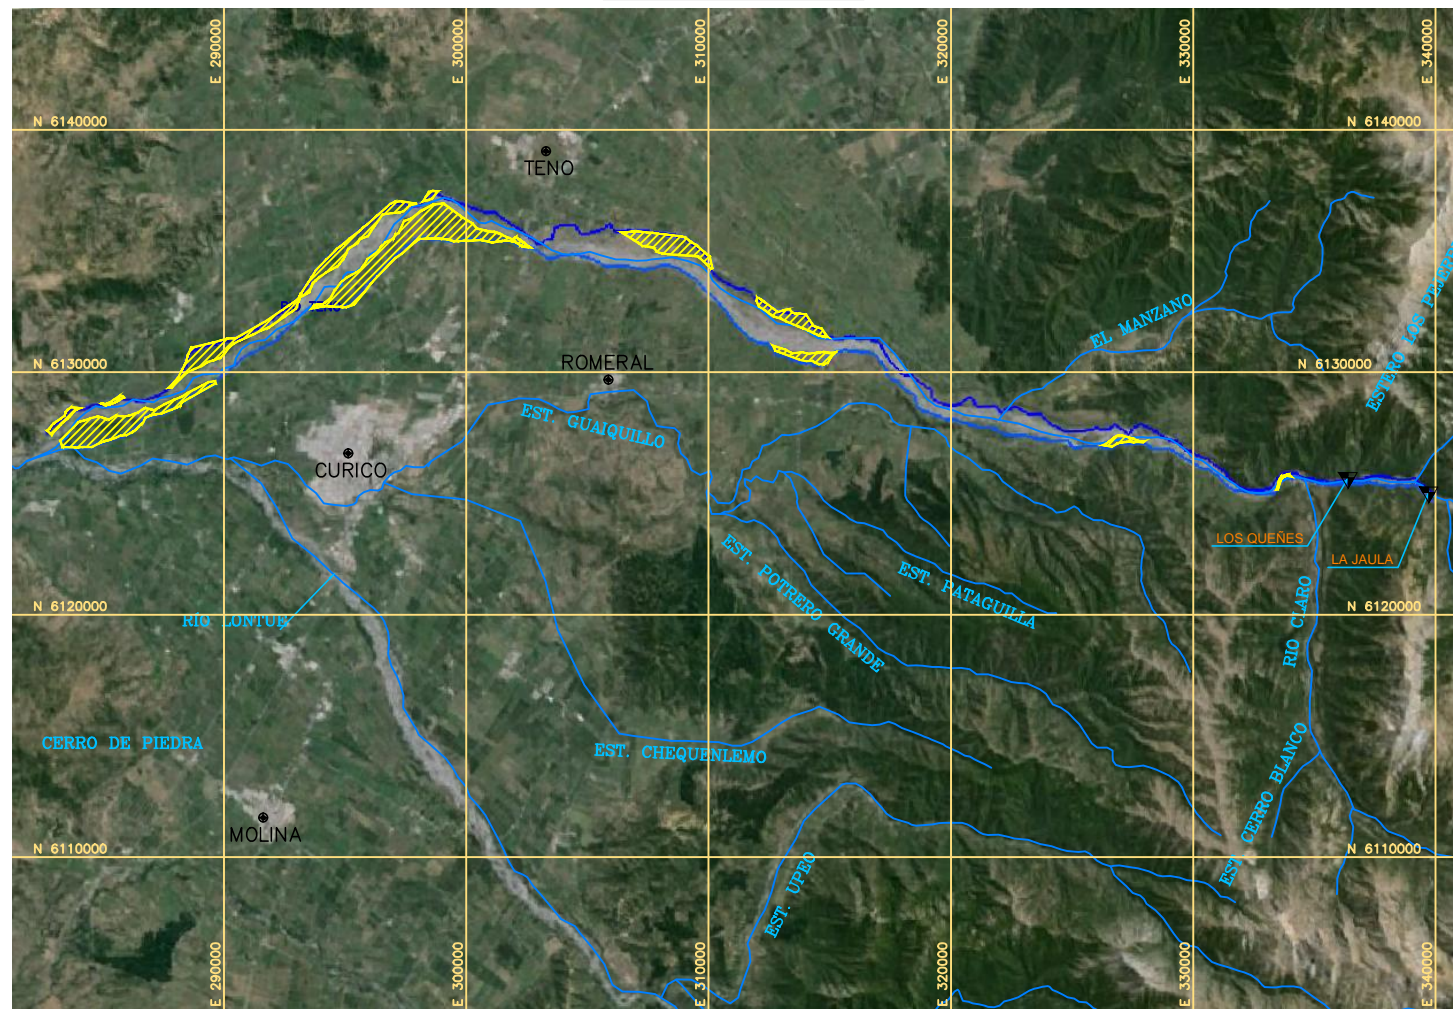 E 290000
E 300000
E 310000
E 320000
E 330000
E 340000
N 6140000
N 6140000
TENO
EL MANZANO
ROMERAL
N 6130000
N 6130000
EST. GUAIQUILLO
CURICO
LOS QUEÑES
LA JAULA
EST. POTRERO GRANDE
EST. PATAGUILLA
RIO CLARO
N 6120000
N 6120000
RÍO LONTUE
CERRO DE PIEDRA
EST. CHEQUENLEMO
EST. CERRO BLANCO
MOLINA
N 6110000
N 6110000
EST. UPEO
E 290000
E 300000
E 310000
E 320000
E 330000
E 340000
ESTERO LOS